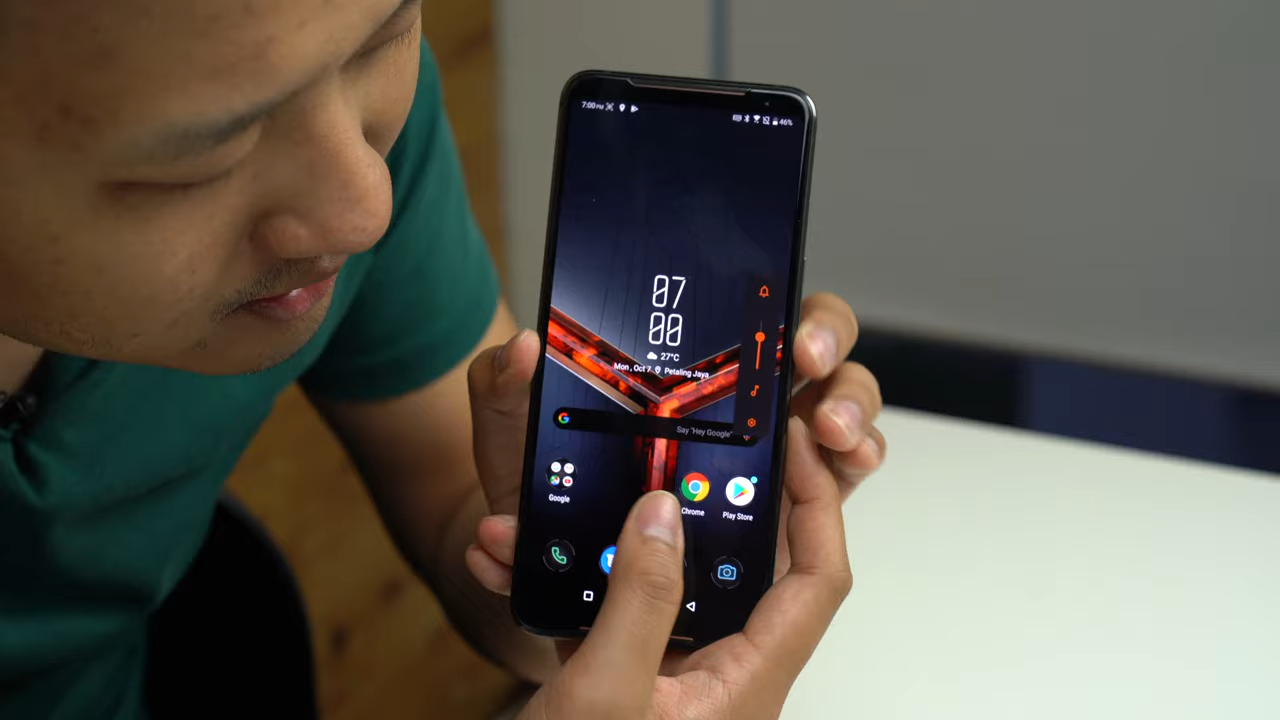 7:00 PM
46%
07
00
27°C
Mon, Oct 7 Petaling Jaya
G
Say "Hey Google"
Google
Chrome
Play Store